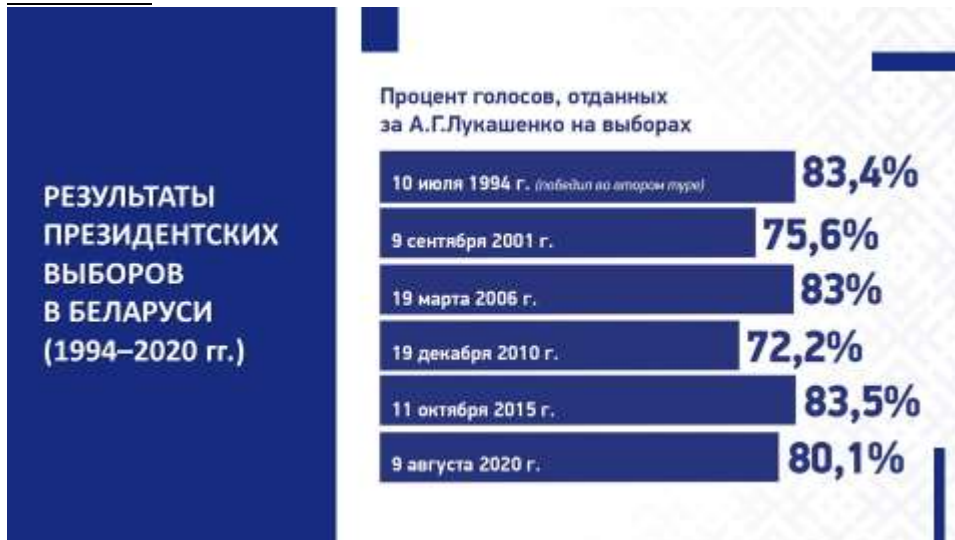 РЕЗУЛЬТАТЫ
ПРЕЗИДЕНТСКИХ
ВЫБОРОВ
В БЕЛАРУСИ
(1994–2020 гг.)
Процент голосов, отданных
за А.Г.Лукашенко на выборах
10 июля 1994 г. (победил во втором туре) 83,4%
9 сентября 2001 г. 75,6%
19 марта 2006 г. 83%
19 декабря 2010 г. 72,2%
11 октября 2015 г. 83,5%
9 августа 2020 г. 80,1%